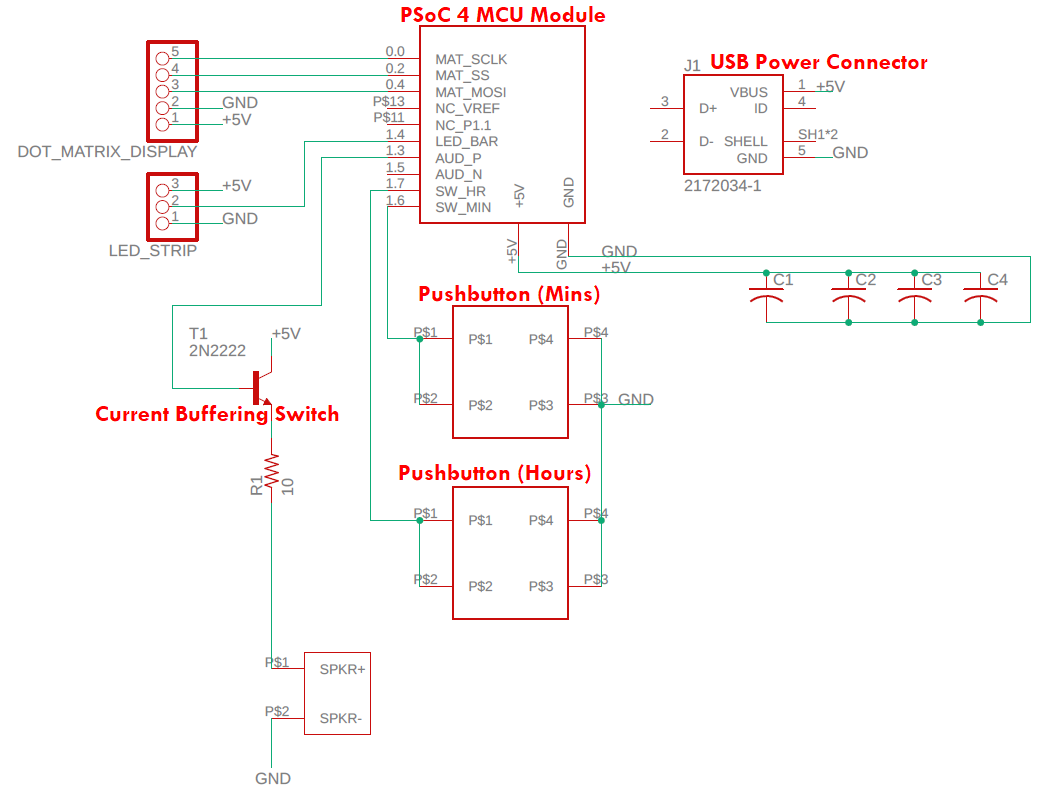 PSoC 4 MCU Module
5
4
3
2
1
GND
+5V
DOT_MATRIX_DISPLAY
3
2
1
+5V
GND
LED_STRIP
0.0
0.2
0.4
P$13
P$11
1.4
1.3
1.5
1.7
1.6
MAT_SCLK
MAT_SS
MAT_MOSI
NC_VREF
NC_P1.1
LED_BAR
AUD_P
AUD_N
SW_HR
SW_MIN
+5V
GND
+5V
GND
J1
USB Power Connector
3
2
D+
D-
VBUS
ID
SHELL
GND
1
4
SH1*2
5
+5V
GND
2172034-1
GND
+5V
C1
C2
C3
C4
Pushbutton (Mins)
P$1
P$1
P$4
P$4
P$2
P$2
P$3
P$3
GND
T1
2N2222
+5V
Current Buffering Switch
R1
10
Pushbutton (Hours)
P$1
P$1
P$4
P$4
P$2
P$2
P$3
P$3
P$1
SPKR+
P$2
SPKR-
GND